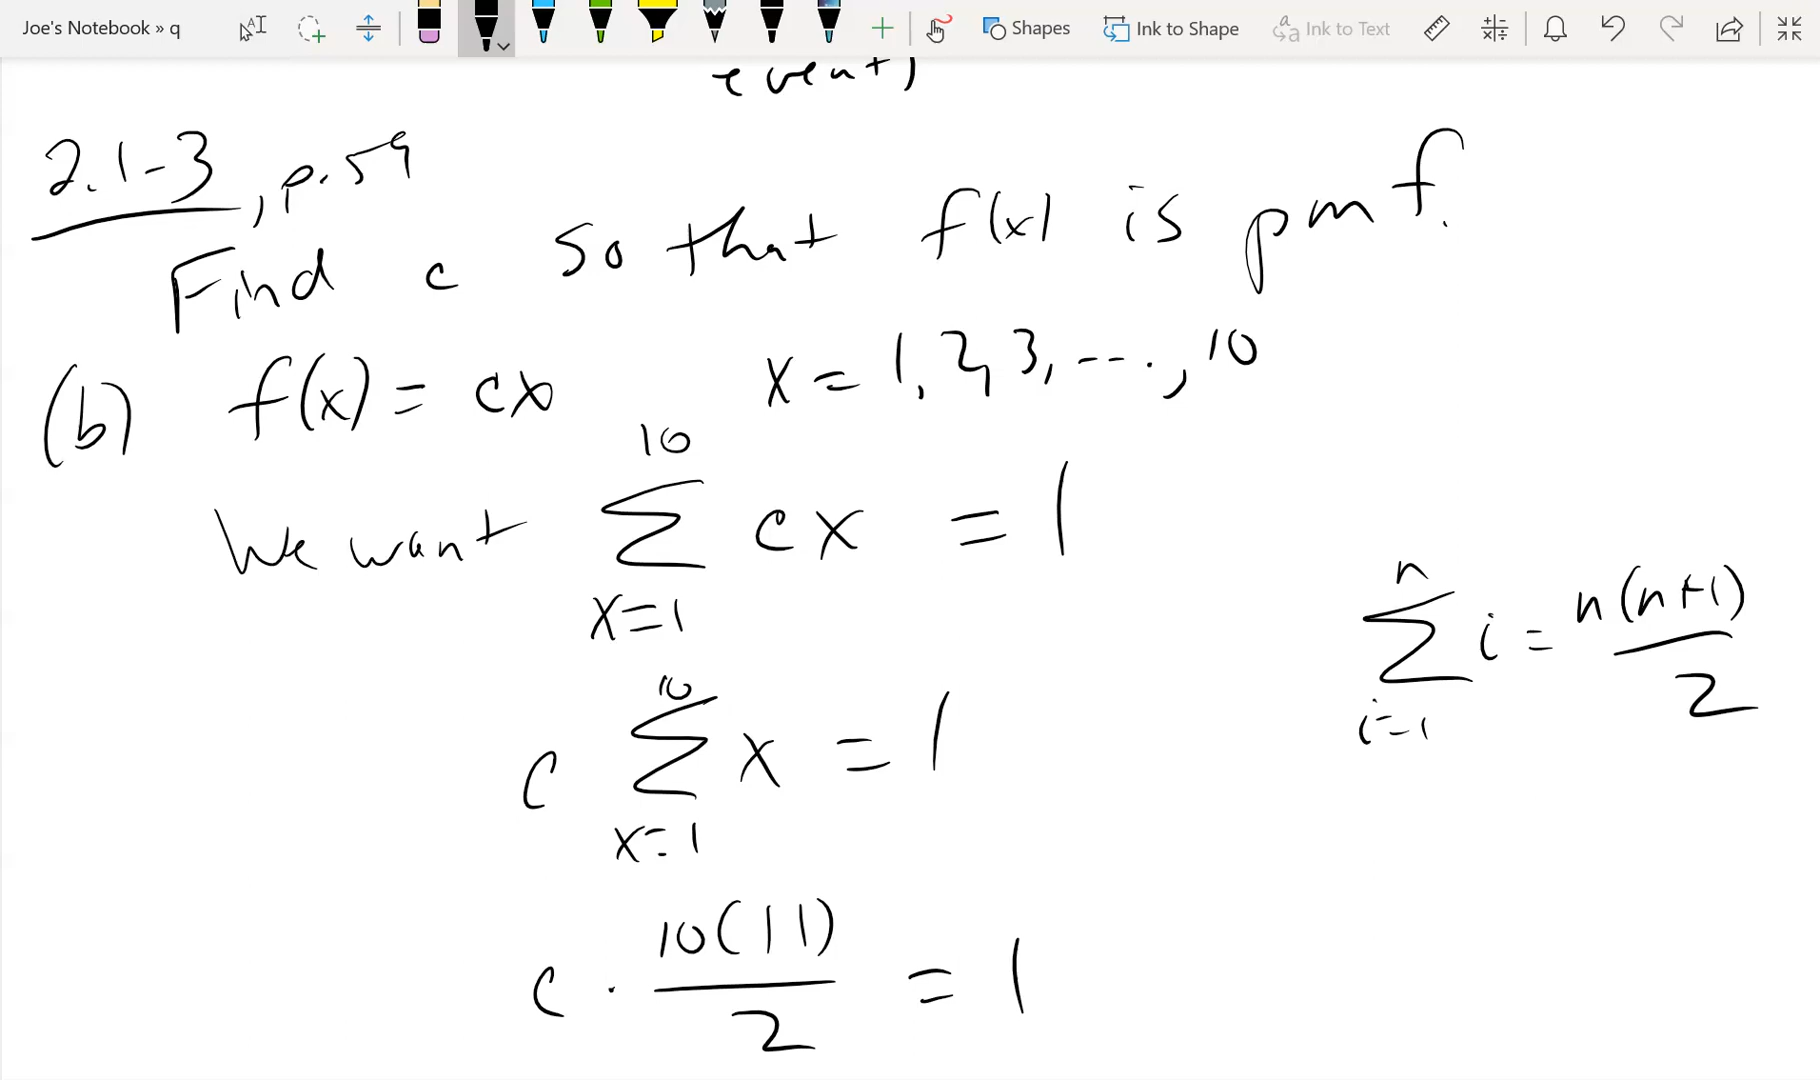 Joe's Notebook » q
Shapes
Ink to Shape
Ink to Text
2.1-3, p.59
Find c so that f(x) is pmf.
(b) f(x) = cx x = 1, 2, 3, ..., 10
We want ∑_{x=1}^{10} cx = 1
∑_{i=1}^{n} i = n(n+1)/2
c ∑_{x=1}^{10} x = 1
c · 10(11)/2 = 1